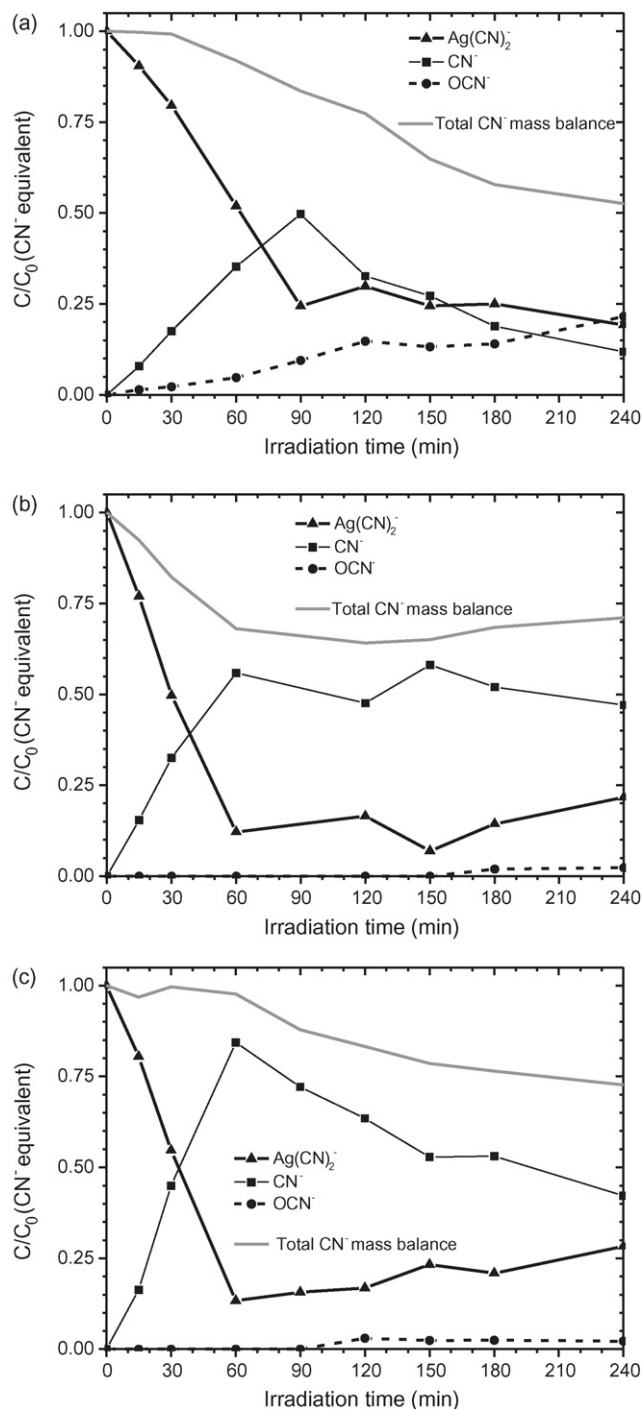 (a)
1.00
0.75
0.50
0.25
0.00
C/C₀ (CN⁻ equivalent)
Ag(CN)₂⁻
CN⁻
OCN⁻
Total CN⁻ mass balance
0 30 60 90 120 150 180 210 240
Irradiation time (min)
(b)
1.00
0.75
0.50
0.25
0.00
C/C₀ (CN⁻ equivalent)
Ag(CN)₂⁻
CN⁻
OCN⁻
Total CN⁻ mass balance
0 30 60 90 120 150 180 210 240
Irradiation time (min)
(c)
1.00
0.75
0.50
0.25
0.00
C/C₀ (CN⁻ equivalent)
Ag(CN)₂⁻
CN⁻
OCN⁻
Total CN⁻ mass balance
0 30 60 90 120 150 180 210 240
Irradiation time (min)